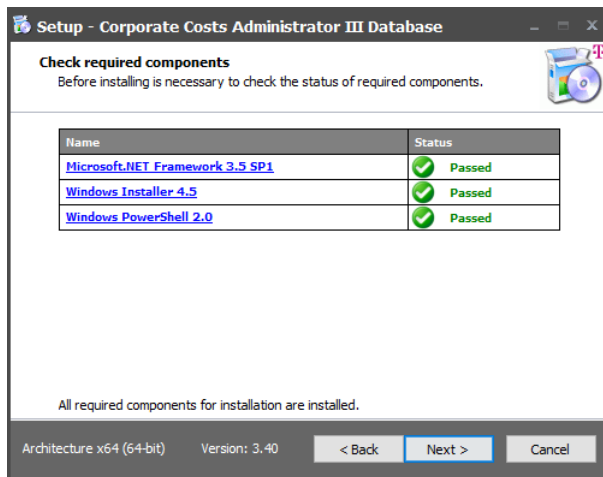 Setup - Corporate Costs Administrator III Database
Check required components
Before installing is necessary to check the status of required components.
T
Name Status
Microsoft.NET Framework 3.5 SP1 Passed
Windows Installer 4.5 Passed
Windows PowerShell 2.0 Passed
All required components for installation are installed.
Architecture x64 (64-bit) Version: 3.40 < Back Next > Cancel